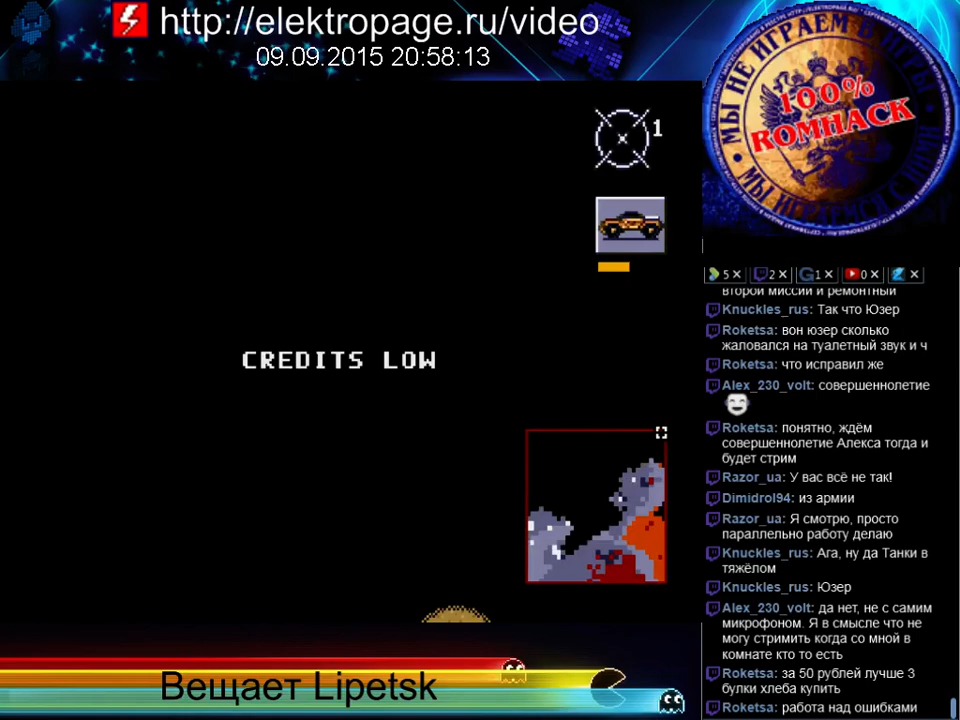 http://elektropage.ru/video
09.09.2015 20:58:13
МЫ НЕ ИГРАЕМ В ИГРЫ
100%
ROMHACK
1
5
2
1
0
второй миссии и ремонтный
Knuckles_rus: Так что Юзер
Roketsa: вон юзер сколько
жаловался на туалетный звук и ч
Roketsa: что исправил же
Alex_230_volt: совершеннолетие
CREDITS LOW
Roketsa: понятно, ждём
совершеннолетие Алекса тогда и
будет стрим
Razor_ua: У вас всё не так!
Dimidrol94: из армии
Razor_ua: Я смотрю, просто
параллельно работу делаю
Knuckles_rus: Ага, ну да Танки в
тяжёлом
Knuckles_rus: Юзер
Alex_230_volt: да нет, не с самим
микрофоном. Я в смысле что не
могу стримить когда со мной в
комнате кто то есть
Roketsa: за 50 рублей лучше 3
булки хлеба купить
Roketsa: работа над ошибками
Вещает Lipetsk